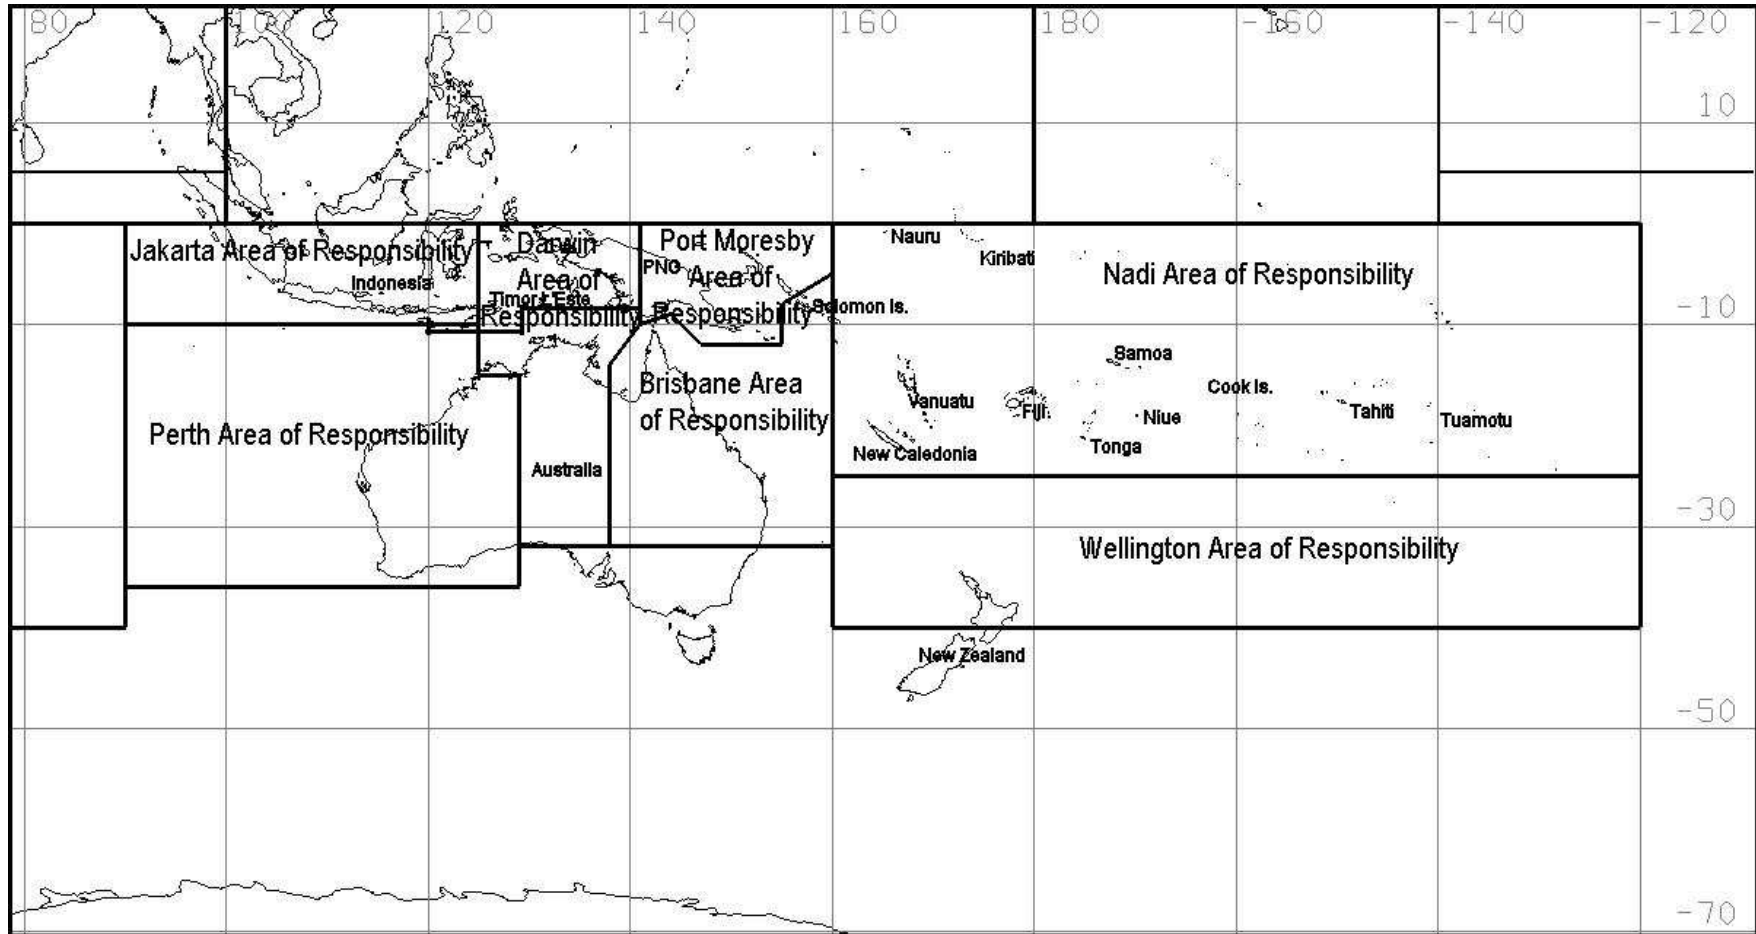 80 100 120 140 160 180 -160 -140 -120
10
Jakarta Area of Responsibility
Indonesia
Darwin
Area of
Responsibility
Timor L'Este
Port Moresby
Area of
Responsibility
PNG
Solomon Is.
Nauru
Kiribati
Nadi Area of Responsibility
-10
Samoa
Cook Is.
Vanuatu
Fiji
Niue
Tahiti
Tuamotu
Tonga
New Caledonia
Brisbane Area
of Responsibility
Perth Area of Responsibility
Australia
-30
Wellington Area of Responsibility
New Zealand
-50
-70